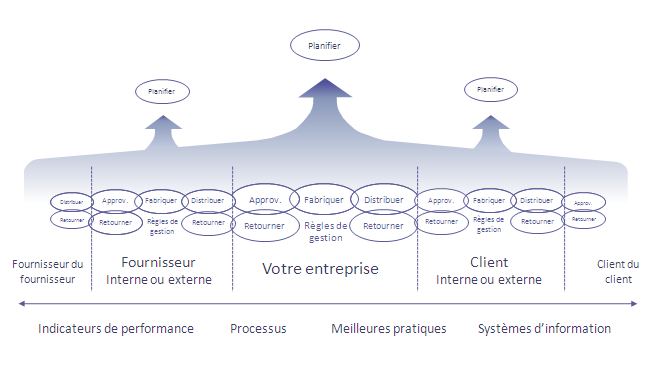 Planifier
Planifier
Planifier
Distribuer
Approv.
Fabriquer
Distribuer
Approv.
Fabriquer
Distribuer
Approv.
Fabriquer
Distribuer
Approv.
Retourner
Retourner
Règles de
gestion
Retourner
Retourner
Règles de
gestion
Retourner
Retourner
Règles de
gestion
Retourner
Retourner
Fournisseur du
fournisseur
Fournisseur
Interne ou externe
Votre entreprise
Client
Interne ou externe
Client du
client
Indicateurs de performance
Processus
Meilleures pratiques
Systèmes d’information